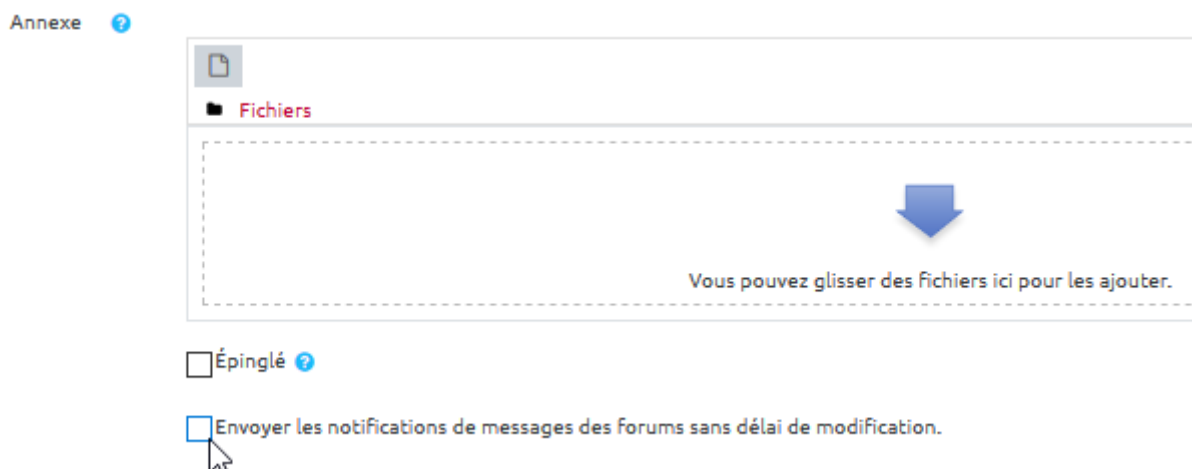 Annexe
Fichiers
Vous pouvez glisser des fichiers ici pour les ajouter.
Épinglé
Envoyer les notifications de messages des forums sans délai de modification.